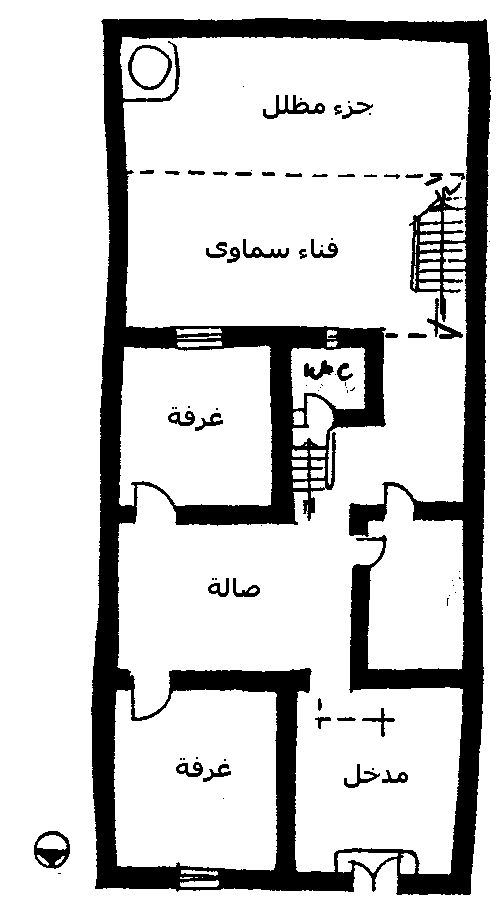 جزء مظلل
فناء سماوى
w.c
غرفة
صالة
غرفة
مدخل